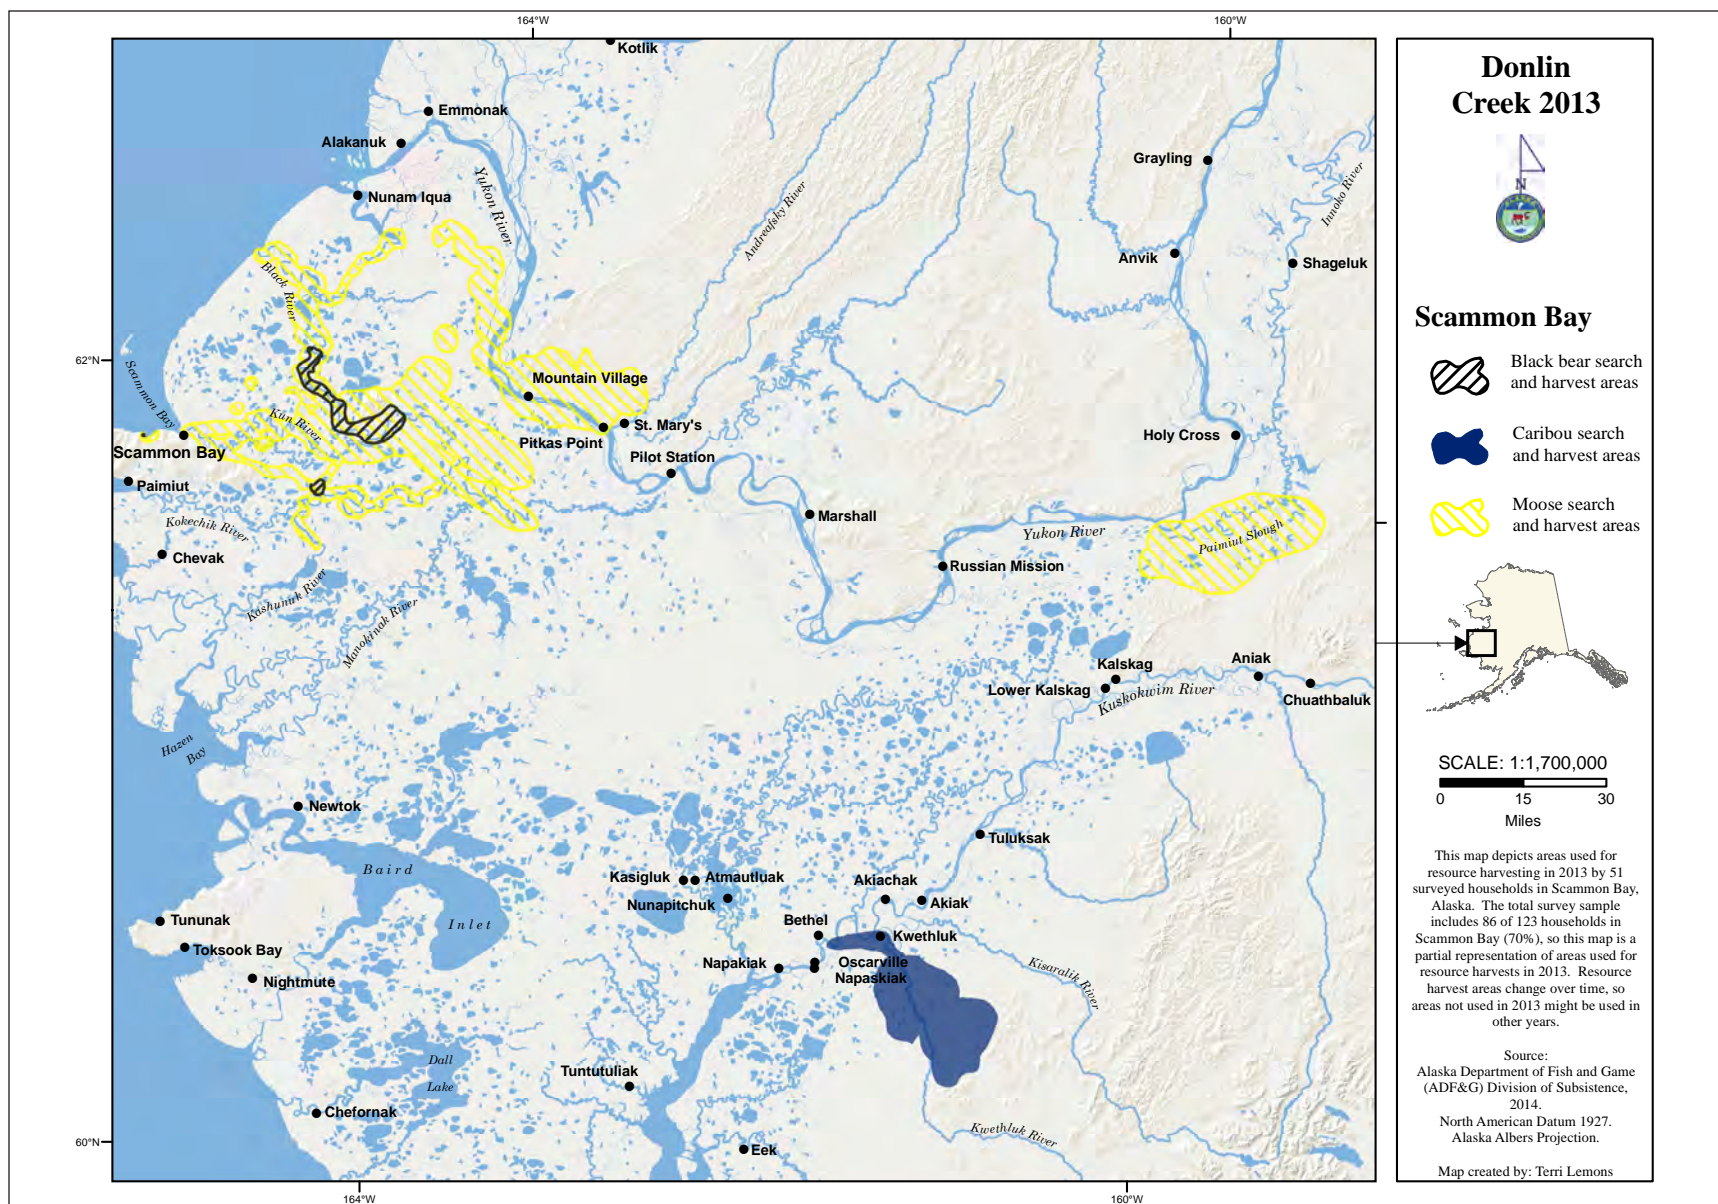 164°W
160°W
Kotlik
Emmonak
Alakanuk
Nunam Iqua
Yukon River
Andreafsky River
Grayling
Innoko River
Anvik
Shageluk
Black River
62°N
Scammon Bay
Mountain Village
Kun River
St. Mary's
Pitkas Point
Holy Cross
Scammon Bay
Pilot Station
Paimiut
Marshall
Kokechik River
Yukon River
Paimiut Slough
Chevak
Russian Mission
Kashunuk River
Manokinak River
Kalskag
Aniak
Lower Kalskag
Kuskokwim River
Chuathbaluk
Hazen
Bay
Newtok
Tuluksak
Baird
Inlet
Kasigluk
Atmautluak
Akiachak
Nunapitchuk
Akiak
Tununak
Bethel
Kwethluk
Toksook Bay
Napakiak
Oscarville
Napaskiak
Nightmute
Kisaralik River
Dall
Lake
Tuntutuliak
Chefornak
Kwethluk River
60°N
Eek
164°W
160°W
Donlin
Creek 2013
N
Scammon Bay
Black bear search
and harvest areas
Caribou search
and harvest areas
Moose search
and harvest areas
SCALE: 1:1,700,000
0 15 30
Miles
This map depicts areas used for
resource harvesting in 2013 by 51
surveyed households in Scammon Bay,
Alaska. The total survey sample
includes 86 of 123 households in
Scammon Bay (70%), so this map is a
partial representation of areas used for
resource harvests in 2013. Resource
harvest areas change over time, so
areas not used in 2013 might be used in
other years.
Source:
Alaska Department of Fish and Game
(ADF&G) Division of Subsistence,
2014.
North American Datum 1927.
Alaska Albers Projection.
Map created by: Terri Lemons